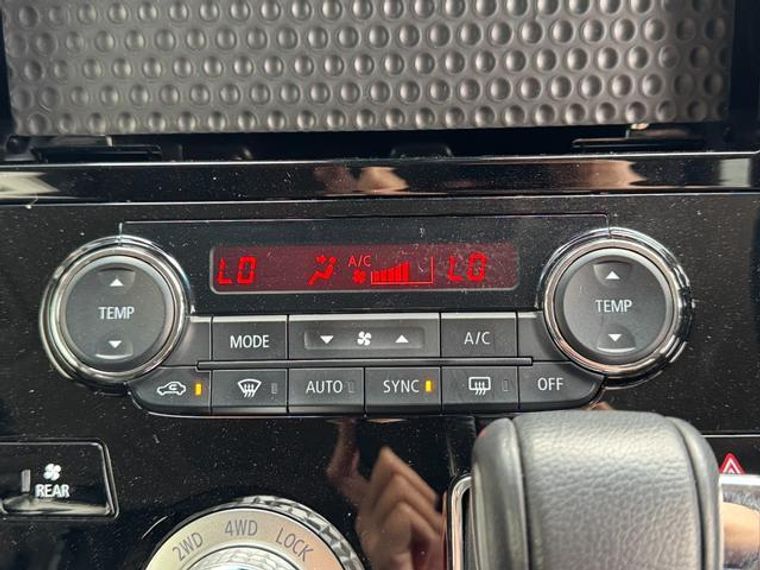 LO A/C LO
TEMP
TEMP
MODE
A/C
AUTO
SYNC
OFF
REAR
2WD 4WD LOCK